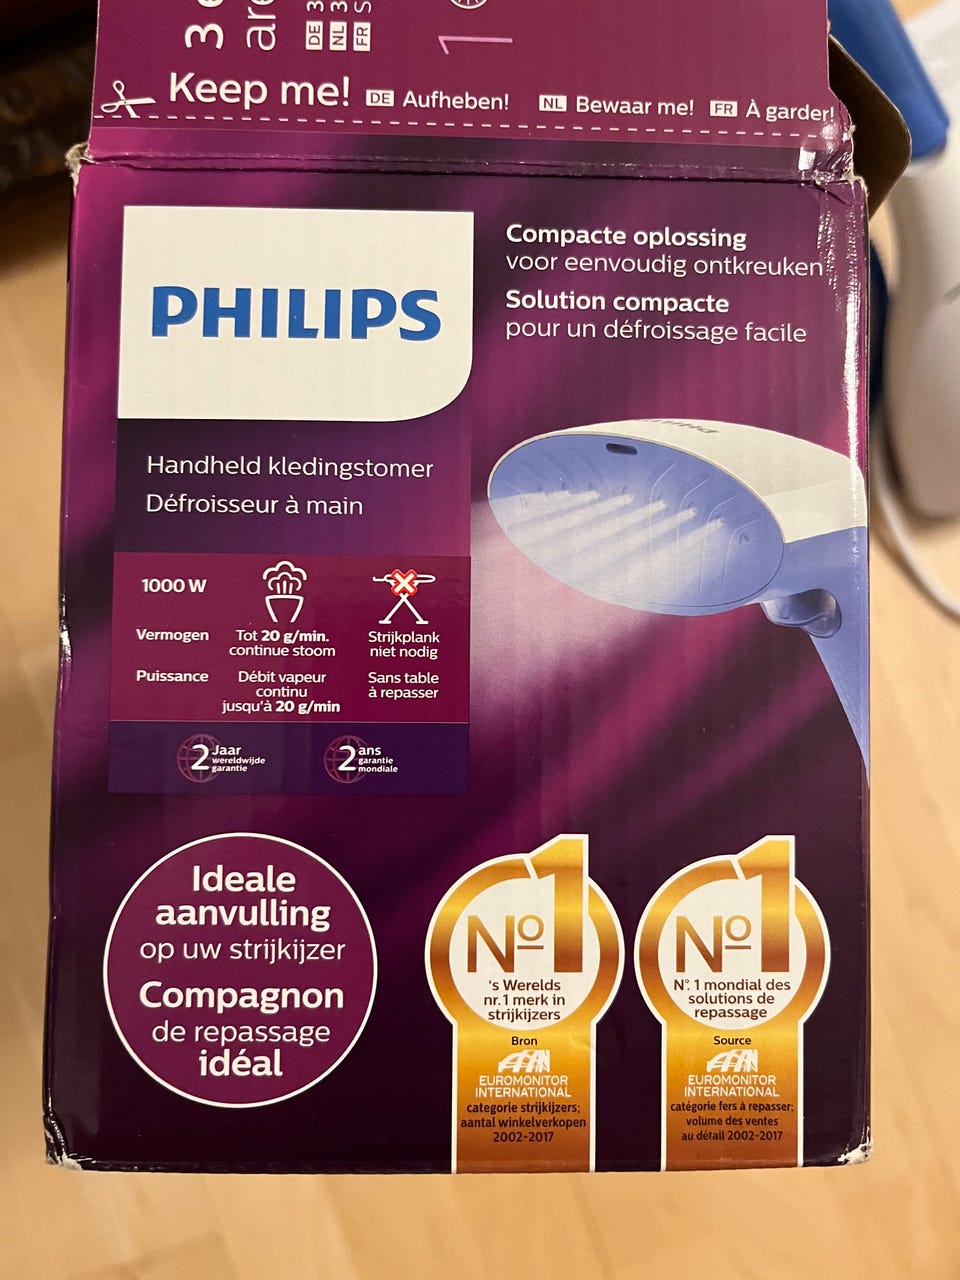 3
DE
NL
FR
Keep me! DE Aufheben! NL Bewaar me! FR À garder!
PHILIPS
Compacte oplossing
voor eenvoudig ontkreuken
Solution compacte
pour un défroissage facile
PHILIPS
Handheld kledingstomer
Défroisseur à main
1000 W
Vermogen
Puissance
Tot 20 g/min.
continue stoom
Débit vapeur
continu
jusqu'à 20 g/min
Strijkplank
niet nodig
Sans table
à repasser
2 Jaar
wereldwijde
garantie
2 ans
garantie
mondiale
Ideale
aanvulling
op uw strijkijzer
Compagnon
de repassage
idéal
Nº1
's Werelds
nr. 1 merk in
strijkijzers
Bron
EUROMONITOR
INTERNATIONAL
categorie strijkijzers;
aantal winkelverkopen
2002-2017
Nº1
N°. 1 mondial des
solutions de
repassage
Source
EUROMONITOR
INTERNATIONAL
catégorie fers à repasser;
volume des ventes
au détail 2002-2017